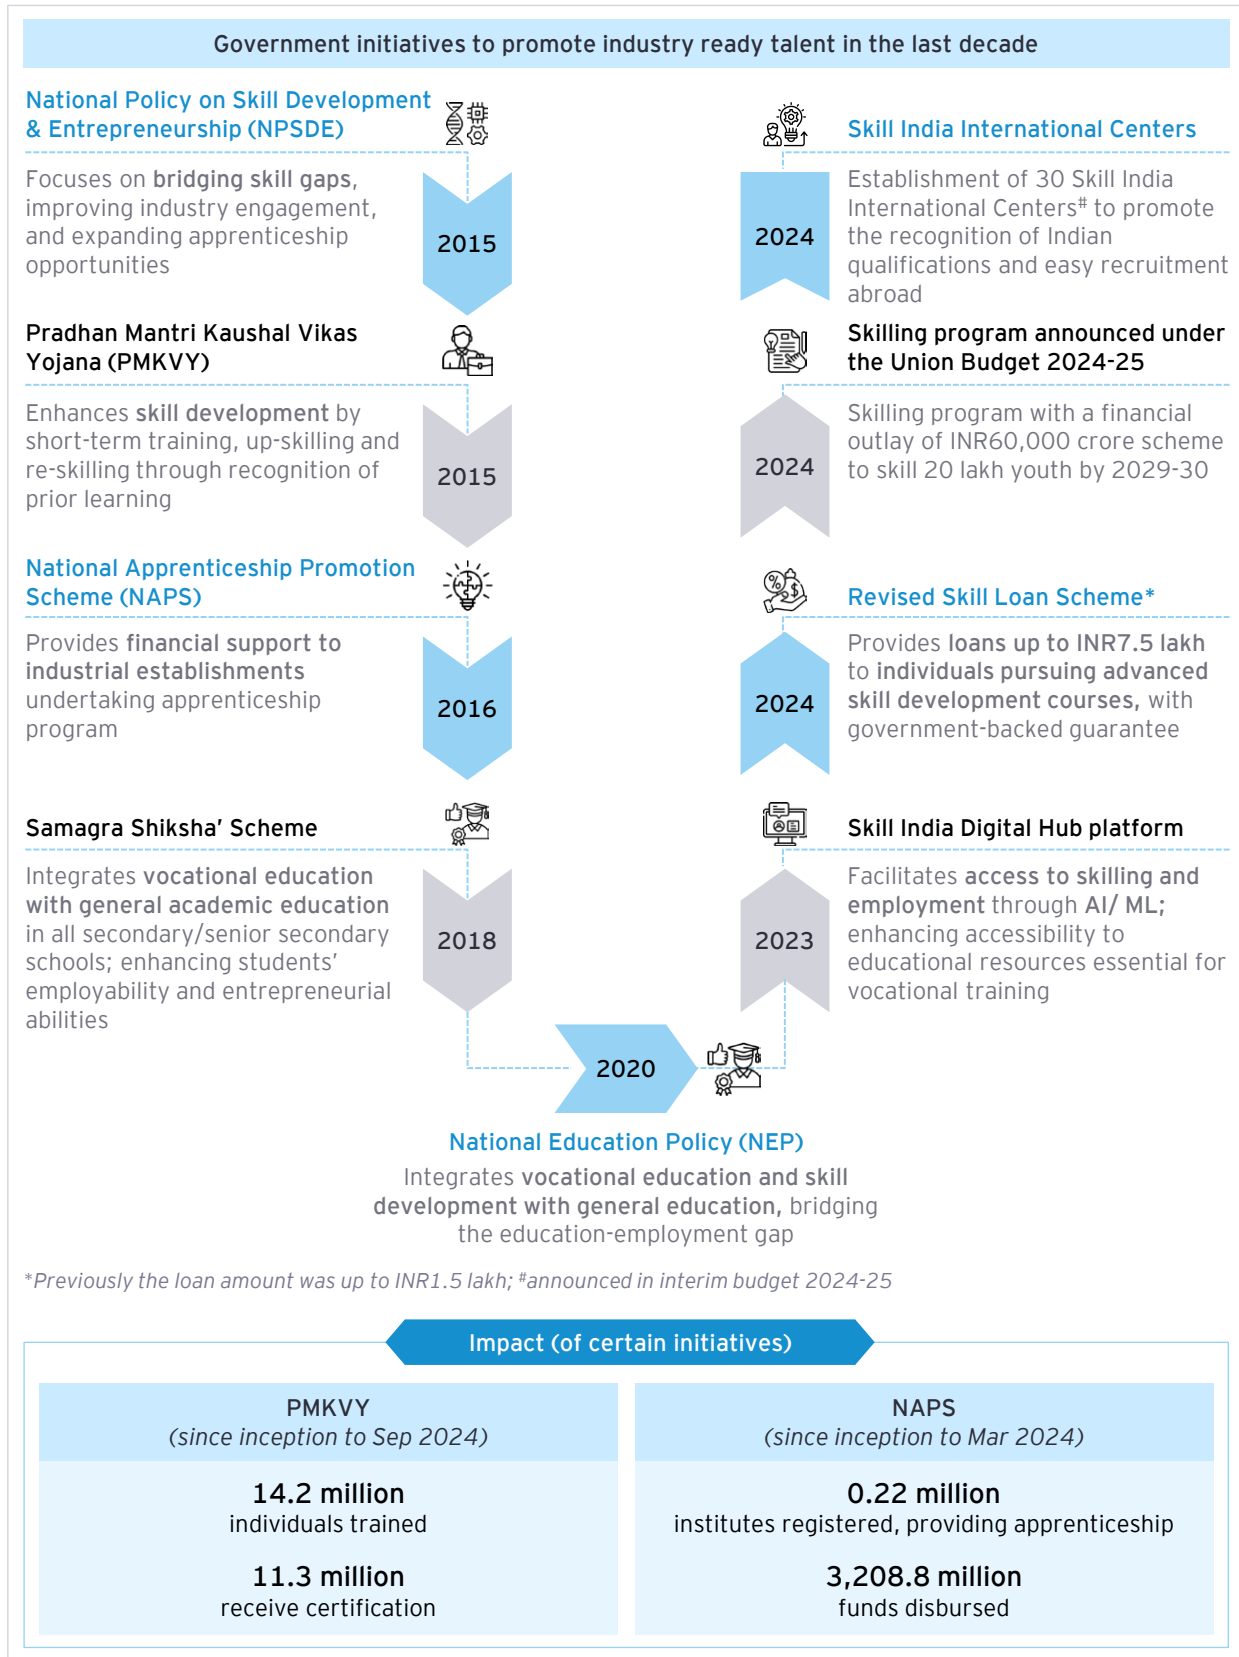 Government initiatives to promote industry ready talent in the last decade
National Policy on Skill Development
& Entrepreneurship (NPSDE)
Focuses on bridging skill gaps,
improving industry engagement,
and expanding apprenticeship
opportunities
2015
Pradhan Mantri Kaushal Vikas
Yojana (PMKVY)
Enhances skill development by
short-term training, up-skilling and
re-skilling through recognition of
prior learning
2015
National Apprenticeship Promotion
Scheme (NAPS)
Provides financial support to
industrial establishments
undertaking apprenticeship
program
2016
Samagra Shiksha’ Scheme
Integrates vocational education
with general academic education
in all secondary/senior secondary
schools; enhancing students’
employability and entrepreneurial
abilities
2018
2020
National Education Policy (NEP)
Integrates vocational education and skill
development with general education, bridging
the education-employment gap
Skill India Digital Hub platform
2023
Facilitates access to skilling and
employment through AI/ ML;
enhancing accessibility to
educational resources essential for
vocational training
Revised Skill Loan Scheme*
2024
Provides loans up to INR7.5 lakh
to individuals pursuing advanced
skill development courses, with
government-backed guarantee
Skilling program announced under
the Union Budget 2024-25
2024
Skilling program with a financial
outlay of INR60,000 crore scheme
to skill 20 lakh youth by 2029-30
Skill India International Centers
2024
Establishment of 30 Skill India
International Centers# to promote
the recognition of Indian
qualifications and easy recruitment
abroad
*Previously the loan amount was up to INR1.5 lakh; #announced in interim budget 2024-25
Impact (of certain initiatives)
PMKVY
(since inception to Sep 2024)
14.2 million
individuals trained
11.3 million
receive certification
NAPS
(since inception to Mar 2024)
0.22 million
institutes registered, providing apprenticeship
3,208.8 million
funds disbursed